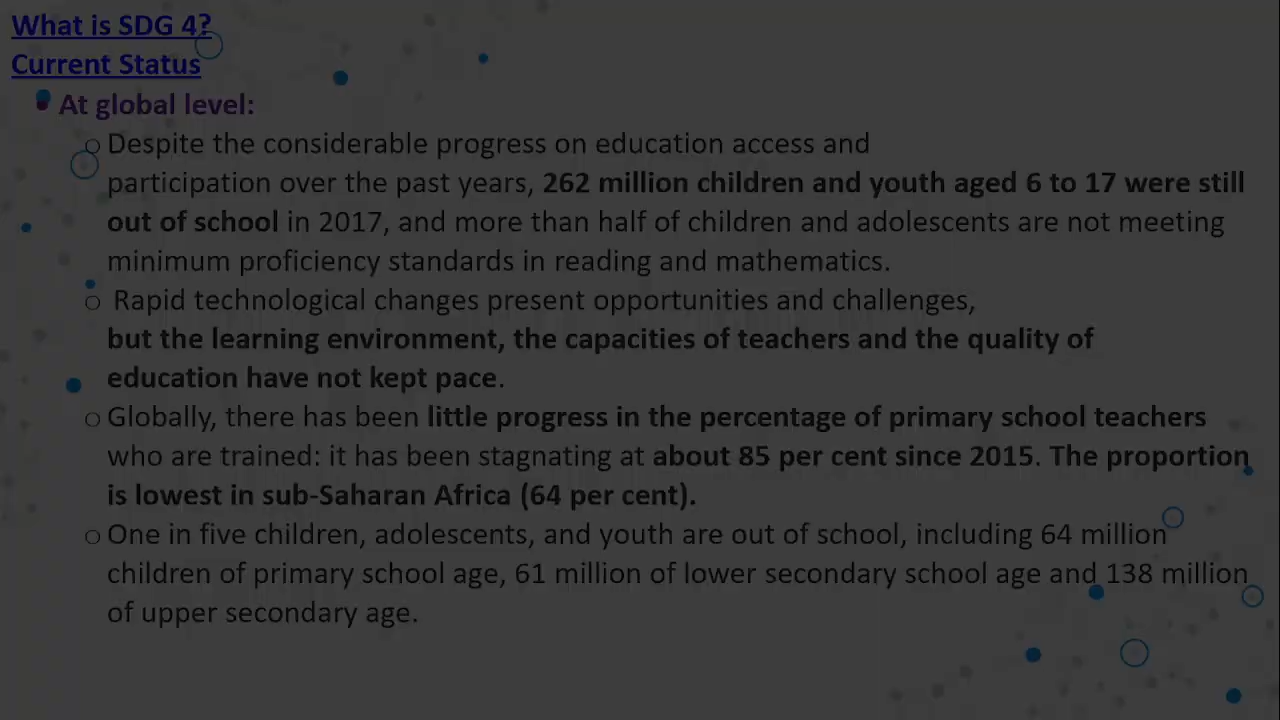 What is SDG 4?
Current Status
• At global level:
o Despite the considerable progress on education access and
participation over the past years, 262 million children and youth aged 6 to 17 were still
out of school in 2017, and more than half of children and adolescents are not meeting
minimum proficiency standards in reading and mathematics.
o Rapid technological changes present opportunities and challenges,
but the learning environment, the capacities of teachers and the quality of
education have not kept pace.
o Globally, there has been little progress in the percentage of primary school teachers
who are trained: it has been stagnating at about 85 per cent since 2015. The proportion
is lowest in sub-Saharan Africa (64 per cent).
o One in five children, adolescents, and youth are out of school, including 64 million
children of primary school age, 61 million of lower secondary school age and 138 million
of upper secondary age.